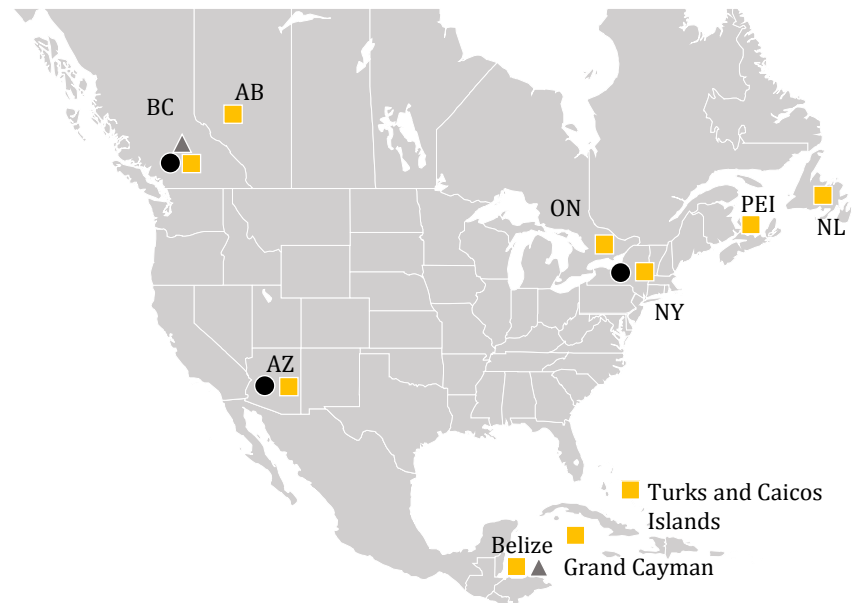 AB
BC
ON
PEI
NL
NY
AZ
Turks and Caicos
Islands
Belize
Grand Cayman